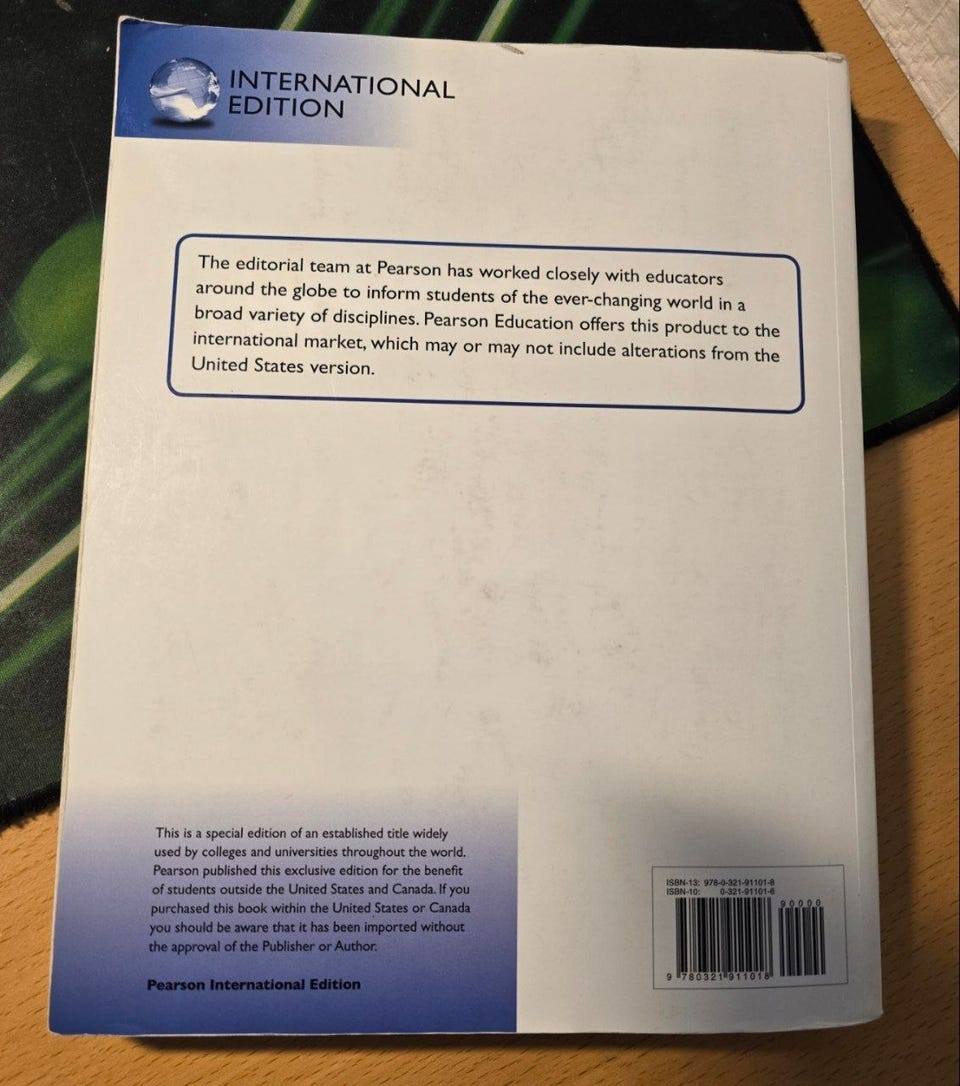 INTERNATIONAL
EDITION
The editorial team at Pearson has worked closely with educators
around the globe to inform students of the ever-changing world in a
broad variety of disciplines. Pearson Education offers this product to the
international market, which may or may not include alterations from the
United States version.
This is a special edition of an established title widely
used by colleges and universities throughout the world.
Pearson published this exclusive edition for the benefit
of students outside the United States and Canada. If you
purchased this book within the United States or Canada
you should be aware that it has been imported without
the approval of the Publisher or Author.
Pearson International Edition
ISBN-13: 978-0-321-91101-8
ISBN-10: 0-321-91101-6
90000
9 780321 911018